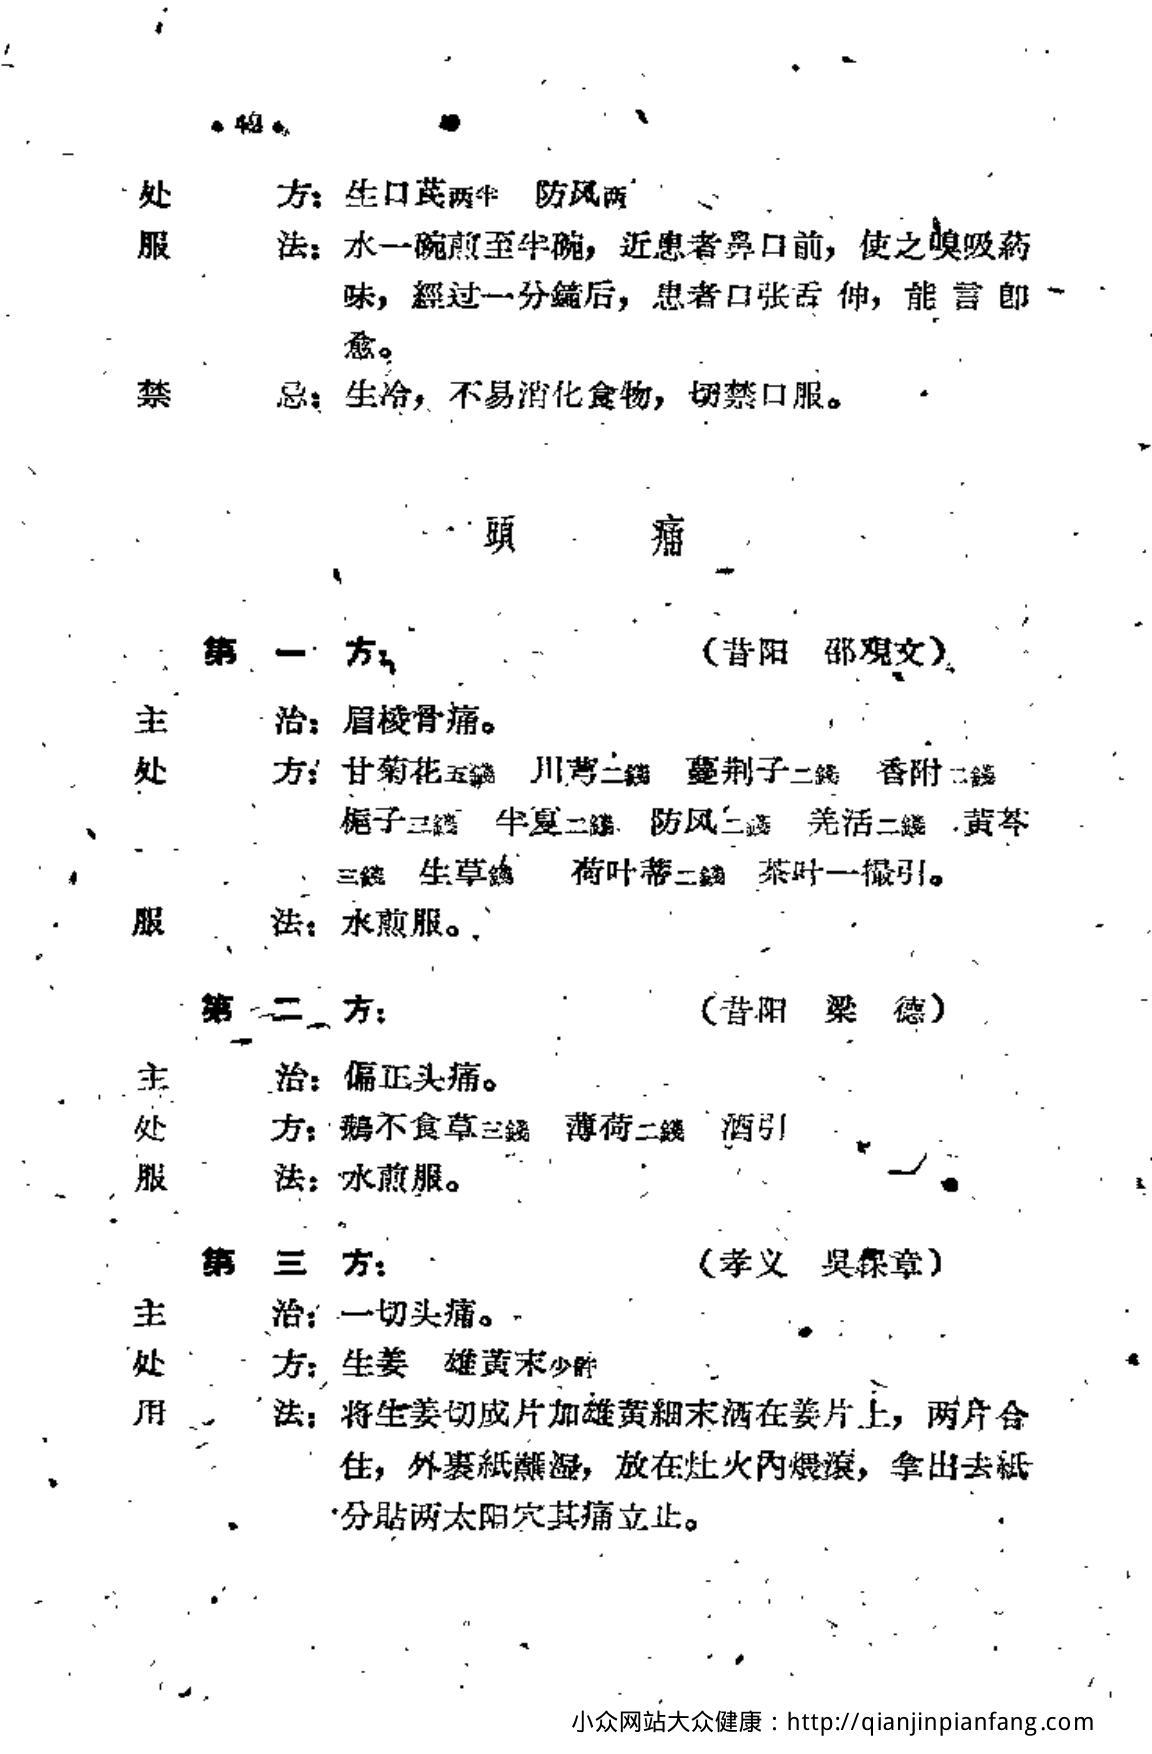 处　　方：生口芪两半　防风两
服　　法：水一碗煎至半碗，近患者鼻口前，使之嗅吸葯
味，經过一分鐘后，患者口张舌伸，能言卽
愈。
禁　　忌：生冷，不易消化食物，切禁口服。
頭　　痛
第一方：　（昔阳　邵观文）
主　　治：眉棱骨痛。
处　　方：甘菊花五錢　川芎二錢　蔓荆子二錢　香附二錢
梔子三錢　半夏二錢　防风二錢　羌活二錢　黃芩
三錢　生草錢　荷叶蒂二錢　茶叶一撮引。
服　　法：水煎服。
第二方：　（昔阳　梁　德）
主　　治：偏正头痛。
处　　方：鵝不食草三錢　薄荷二錢　酒引
服　　法：水煎服。
第三方：　（孝义　吳保章）
主　　治：一切头痛。
处　　方：生姜　雄黃末少許
用　　法：将生姜切成片加雄黃細末洒在姜片上，两片合
住，外裹紙蘸湿，放在灶火內煨滾，拿出去紙
分貼两太阳穴其痛立止。
小众网站大众健康：http://qianjinpianfang.com